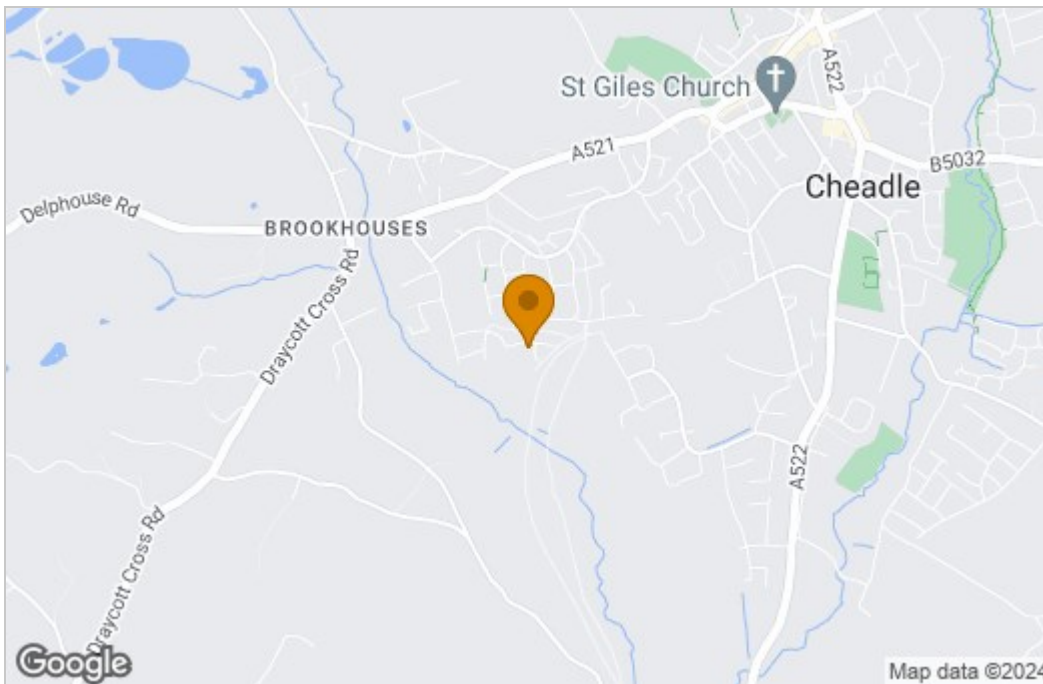 A522
St Giles Church
A521
B5032
Cheadle
Delphouse Rd
BROOKHOUSES
Draycott Cross Rd
A522
Draycott Cross Rd
Google
Map data ©2024